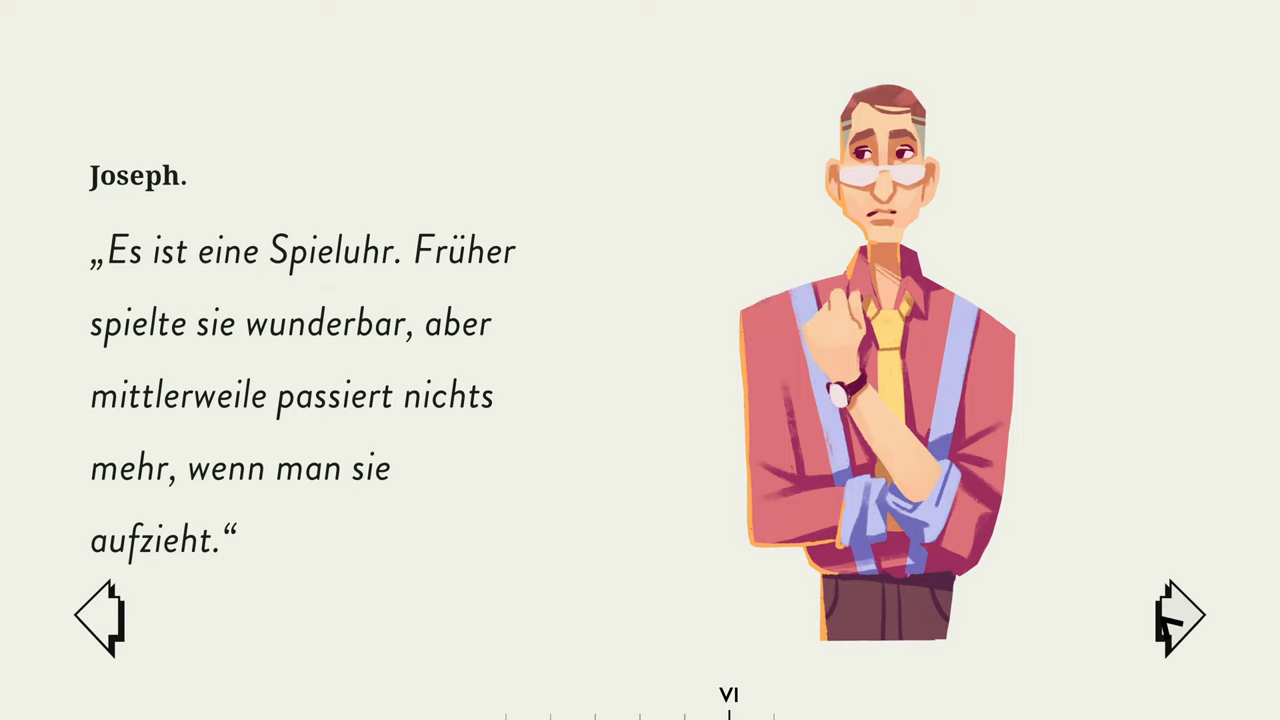 Joseph.
„Es ist eine Spieluhr. Früher
spielte sie wunderbar, aber
mittlerweile passiert nichts
mehr, wenn man sie
aufzieht.“
VI